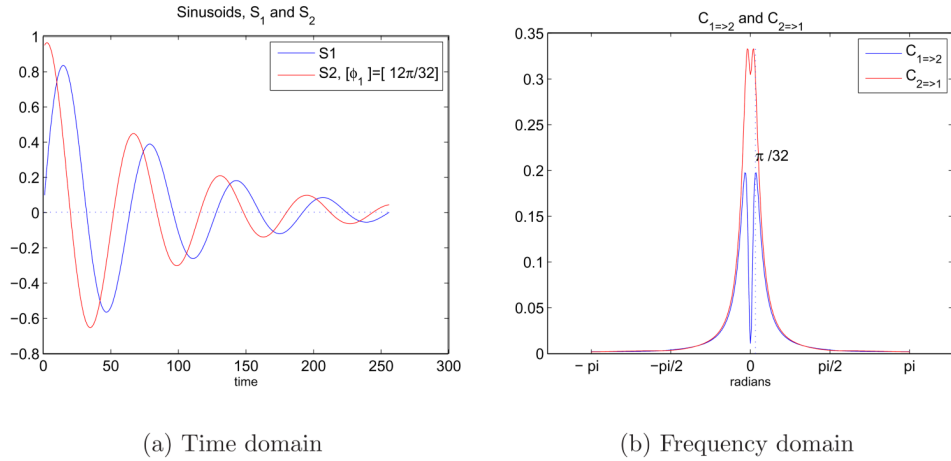 Sinusoids, S1 and S2
S1
S2, [ϕ1 ]=[ 12π/32]
1
0.8
0.6
0.4
0.2
0
−0.2
−0.4
−0.6
−0.8
0 50 100 150 200 250 300
time
(a) Time domain
C1=>2 and C2=>1
C1=>2
C2=>1
π /32
0.35
0.3
0.25
0.2
0.15
0.1
0.05
0
− pi −pi/2 0 pi/2 pi
radians
(b) Frequency domain